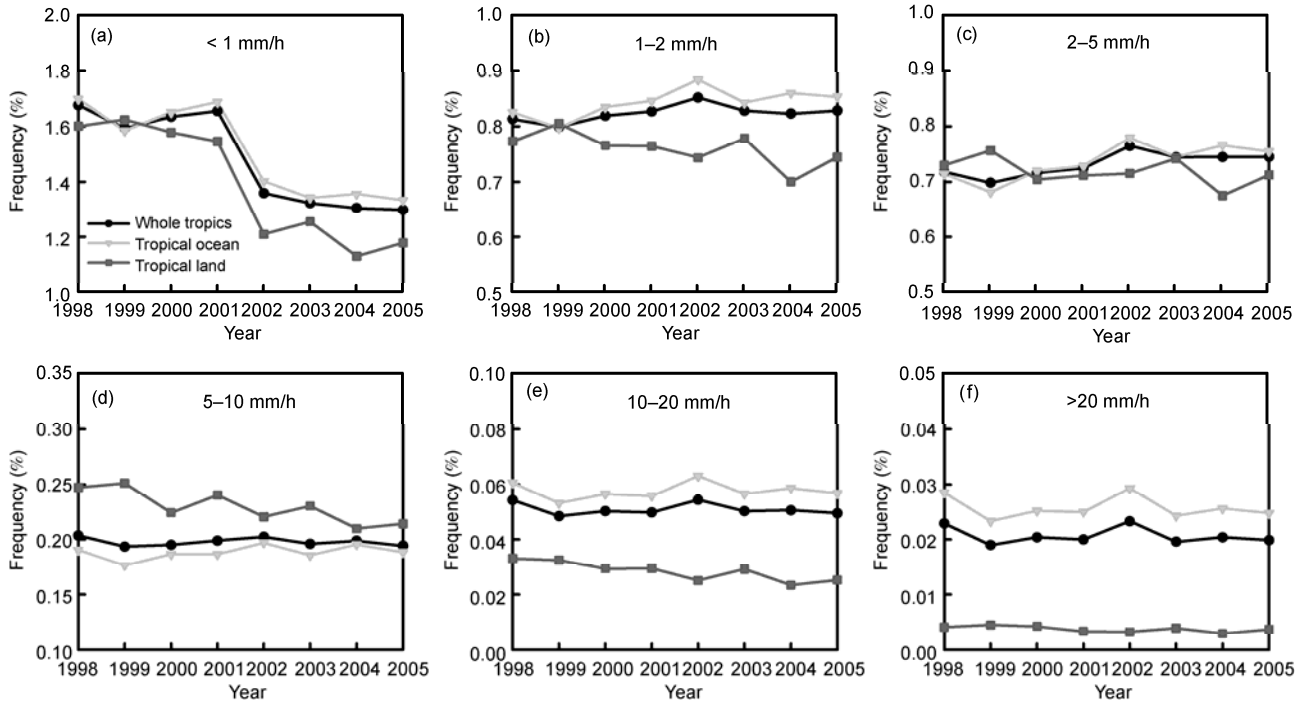 (a) < 1 mm/h
2.0
1.8
1.6
1.4
1.2
1.0
Frequency (%)
Whole tropics
Tropical ocean
Tropical land
1998 1999 2000 2001 2002 2003 2004 2005
Year
(b) 1–2 mm/h
1.0
0.9
0.8
0.7
0.6
0.5
Frequency (%)
1998 1999 2000 2001 2002 2003 2004 2005
Year
(c) 2–5 mm/h
1.0
0.9
0.8
0.7
0.6
0.5
Frequency (%)
1998 1999 2000 2001 2002 2003 2004 2005
Year
(d) 5–10 mm/h
0.35
0.30
0.25
0.20
0.15
0.10
Frequency (%)
1998 1999 2000 2001 2002 2003 2004 2005
Year
(e) 10–20 mm/h
0.10
0.08
0.06
0.04
0.02
0.00
Frequency (%)
1998 1999 2000 2001 2002 2003 2004 2005
Year
(f) >20 mm/h
0.05
0.04
0.03
0.02
0.01
0.00
Frequency (%)
1998 1999 2000 2001 2002 2003 2004 2005
Year